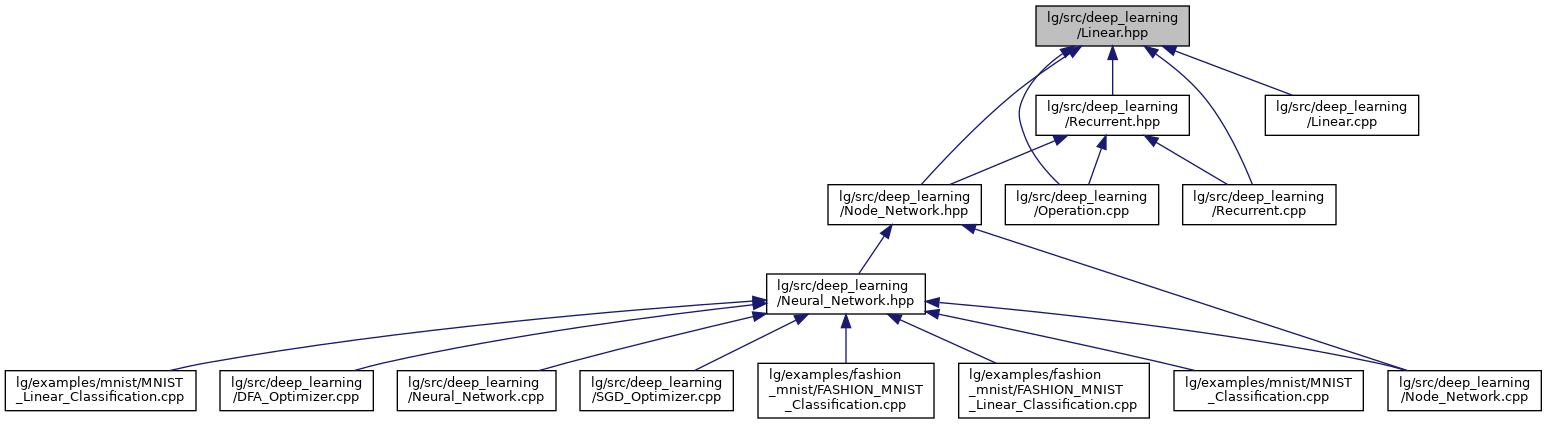 lg/src/deep_learning
/Linear.hpp
lg/src/deep_learning
/Recurrent.hpp
lg/src/deep_learning
/Linear.cpp
lg/src/deep_learning
/Node_Network.hpp
lg/src/deep_learning
/Operation.cpp
lg/src/deep_learning
/Recurrent.cpp
lg/src/deep_learning
/Neural_Network.hpp
lg/examples/mnist/MNIST
_Linear_Classification.cpp
lg/src/deep_learning
/DFA_Optimizer.cpp
lg/src/deep_learning
/Neural_Network.cpp
lg/src/deep_learning
/SGD_Optimizer.cpp
lg/examples/fashion
_mnist/FASHION_MNIST
_Classification.cpp
lg/examples/fashion
_mnist/FASHION_MNIST
_Linear_Classification.cpp
lg/examples/mnist/MNIST
_Classification.cpp
lg/src/deep_learning
/Node_Network.cpp